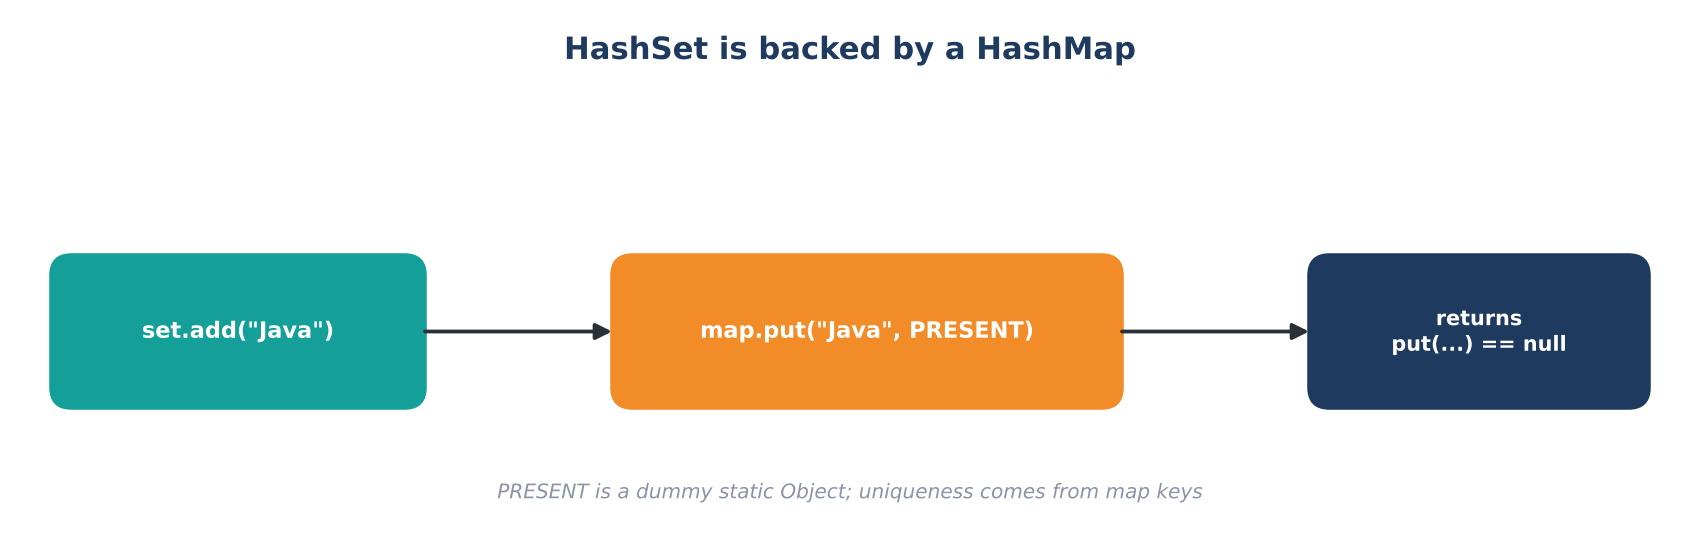 HashSet is backed by a HashMap
set.add("Java")
map.put("Java", PRESENT)
returns
put(...) == null
PRESENT is a dummy static Object; uniqueness comes from map keys